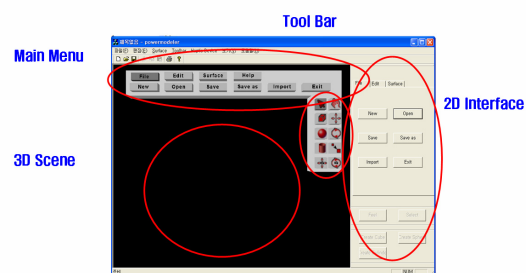 Tool Bar
Main Menu
3D Scene
2D Interface
- powermodeler
Surface Toolbar
File Edit Surface Help
New Open Save Save as Import Exit
Edit Surface
New Open
Save Save as
Import Exit
NUM